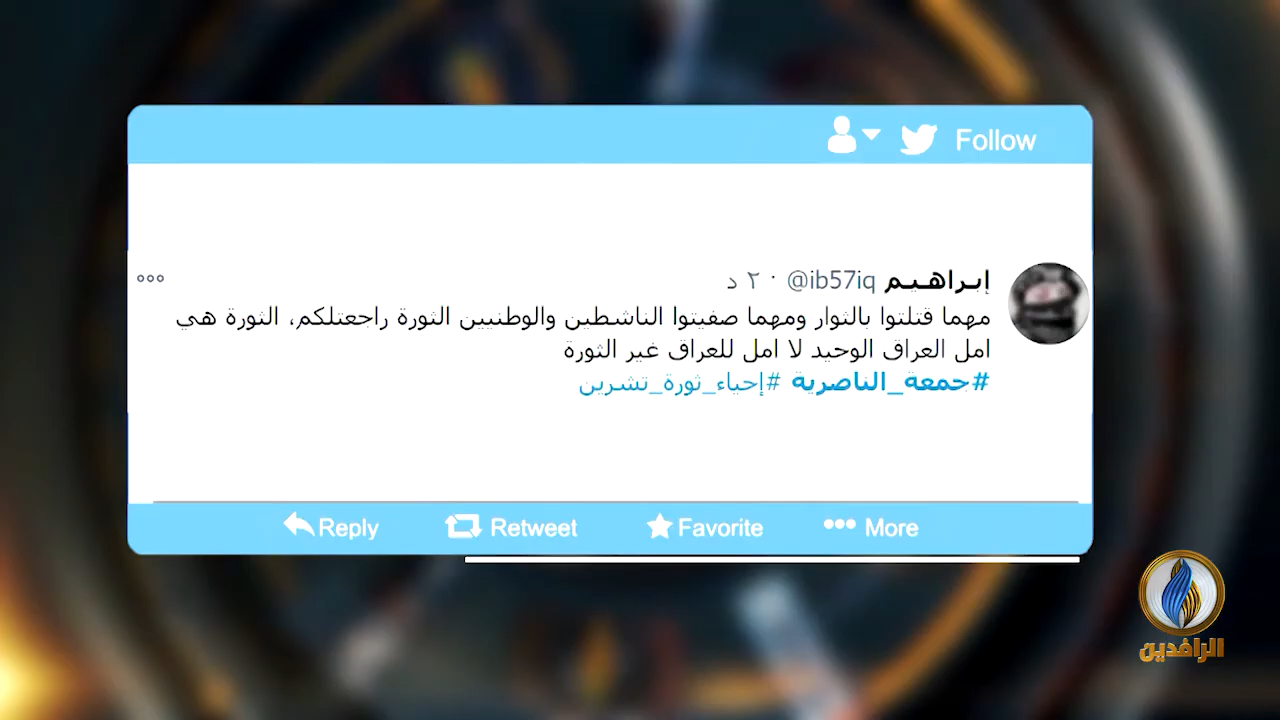 Follow
إبراهيم @ib57iq · ٢ د
مهما قتلتوا بالثوار ومهما صفيتوا الناشطين والوطنيين الثورة راجعتلكم، الثورة هي
امل العراق الوحيد لا امل للعراق غير الثورة
#جمعة_الناصرية #إحياء_ثورة_تشرين
Reply Retweet Favorite More
الرافدين